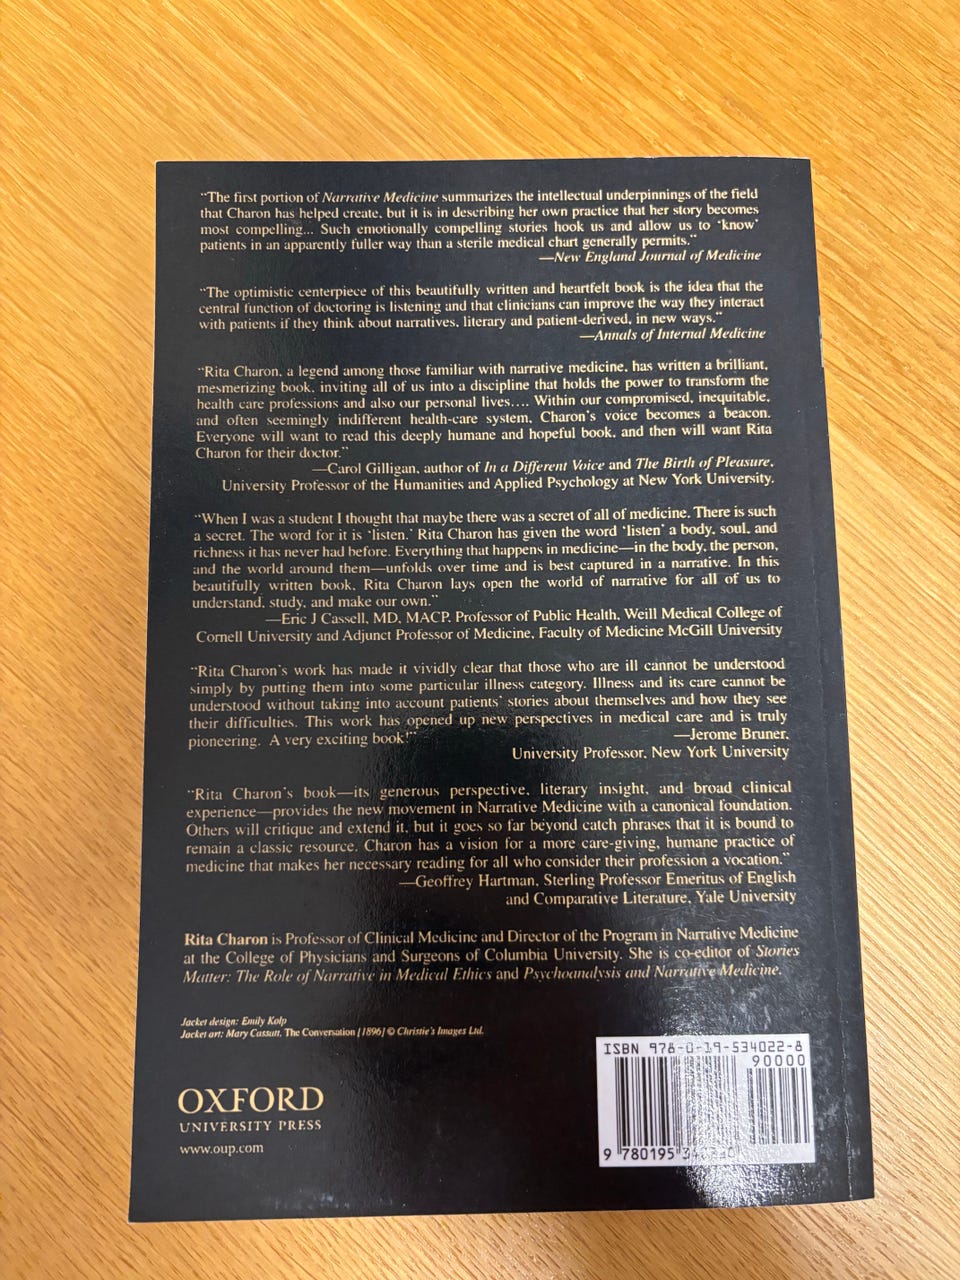 “The first portion of Narrative Medicine summarizes the intellectual underpinnings of the field
that Charon has helped create, but it is in describing her own practice that her story becomes
most compelling... Such emotionally compelling stories hook us and allow us to ‘know’
patients in an apparently fuller way than a sterile medical chart generally permits.”
—New England Journal of Medicine
“The optimistic centerpiece of this beautifully written and heartfelt book is the idea that the
central function of doctoring is listening and that clinicians can improve the way they interact
with patients if they think about narratives, literary and patient-derived, in new ways.”
—Annals of Internal Medicine
“Rita Charon, a legend among those familiar with narrative medicine, has written a brilliant,
mesmerizing book, inviting all of us into a discipline that holds the power to transform the
health care professions and also our personal lives.... Within our compromised, inequitable,
and often seemingly indifferent health-care system, Charon’s voice becomes a beacon.
Everyone will want to read this deeply humane and hopeful book, and then will want Rita
Charon for their doctor.”
—Carol Gilligan, author of In a Different Voice and The Birth of Pleasure,
University Professor of the Humanities and Applied Psychology at New York University.
“When I was a student I thought that maybe there was a secret of all of medicine. There is such
a secret. The word for it is ‘listen.’ Rita Charon has given the word ‘listen’ a body, soul, and
richness it has never had before. Everything that happens in medicine—in the body, the person,
and the world around them—unfolds over time and is best captured in a narrative. In this
beautifully written book, Rita Charon lays open the world of narrative for all of us to
understand, study, and make our own.”
—Eric J Cassell, MD, MACP, Professor of Public Health, Weill Medical College of
Cornell University and Adjunct Professor of Medicine, Faculty of Medicine McGill University
“Rita Charon’s work has made it vividly clear that those who are ill cannot be understood
simply by putting them into some particular illness category. Illness and its care cannot be
understood without taking into account patients’ stories about themselves and how they see
their difficulties. This work has opened up new perspectives in medical care and is truly
pioneering. A very exciting book!” —Jerome Bruner,
University Professor, New York University
“Rita Charon’s book—its generous perspective, literary insight, and broad clinical
experience—provides the new movement in Narrative Medicine with a canonical foundation.
Others will critique and extend it, but it goes so far beyond catch phrases that it is bound to
remain a classic resource. Charon has a vision for a more care-giving, humane practice of
medicine that makes her necessary reading for all who consider their profession a vocation.”
—Geoffrey Hartman, Sterling Professor Emeritus of English
and Comparative Literature, Yale University
Rita Charon is Professor of Clinical Medicine and Director of the Program in Narrative Medicine
at the College of Physicians and Surgeons of Columbia University. She is co-editor of Stories
Matter: The Role of Narrative in Medical Ethics and Psychoanalysis and Narrative Medicine.
Jacket design: Emily Kolp
Jacket art: Mary Cassatt, The Conversation [1896] © Christie's Images Ltd.
ISBN 978-0-19-534022-8
90000
OXFORD
UNIVERSITY PRESS
www.oup.com
9 780195